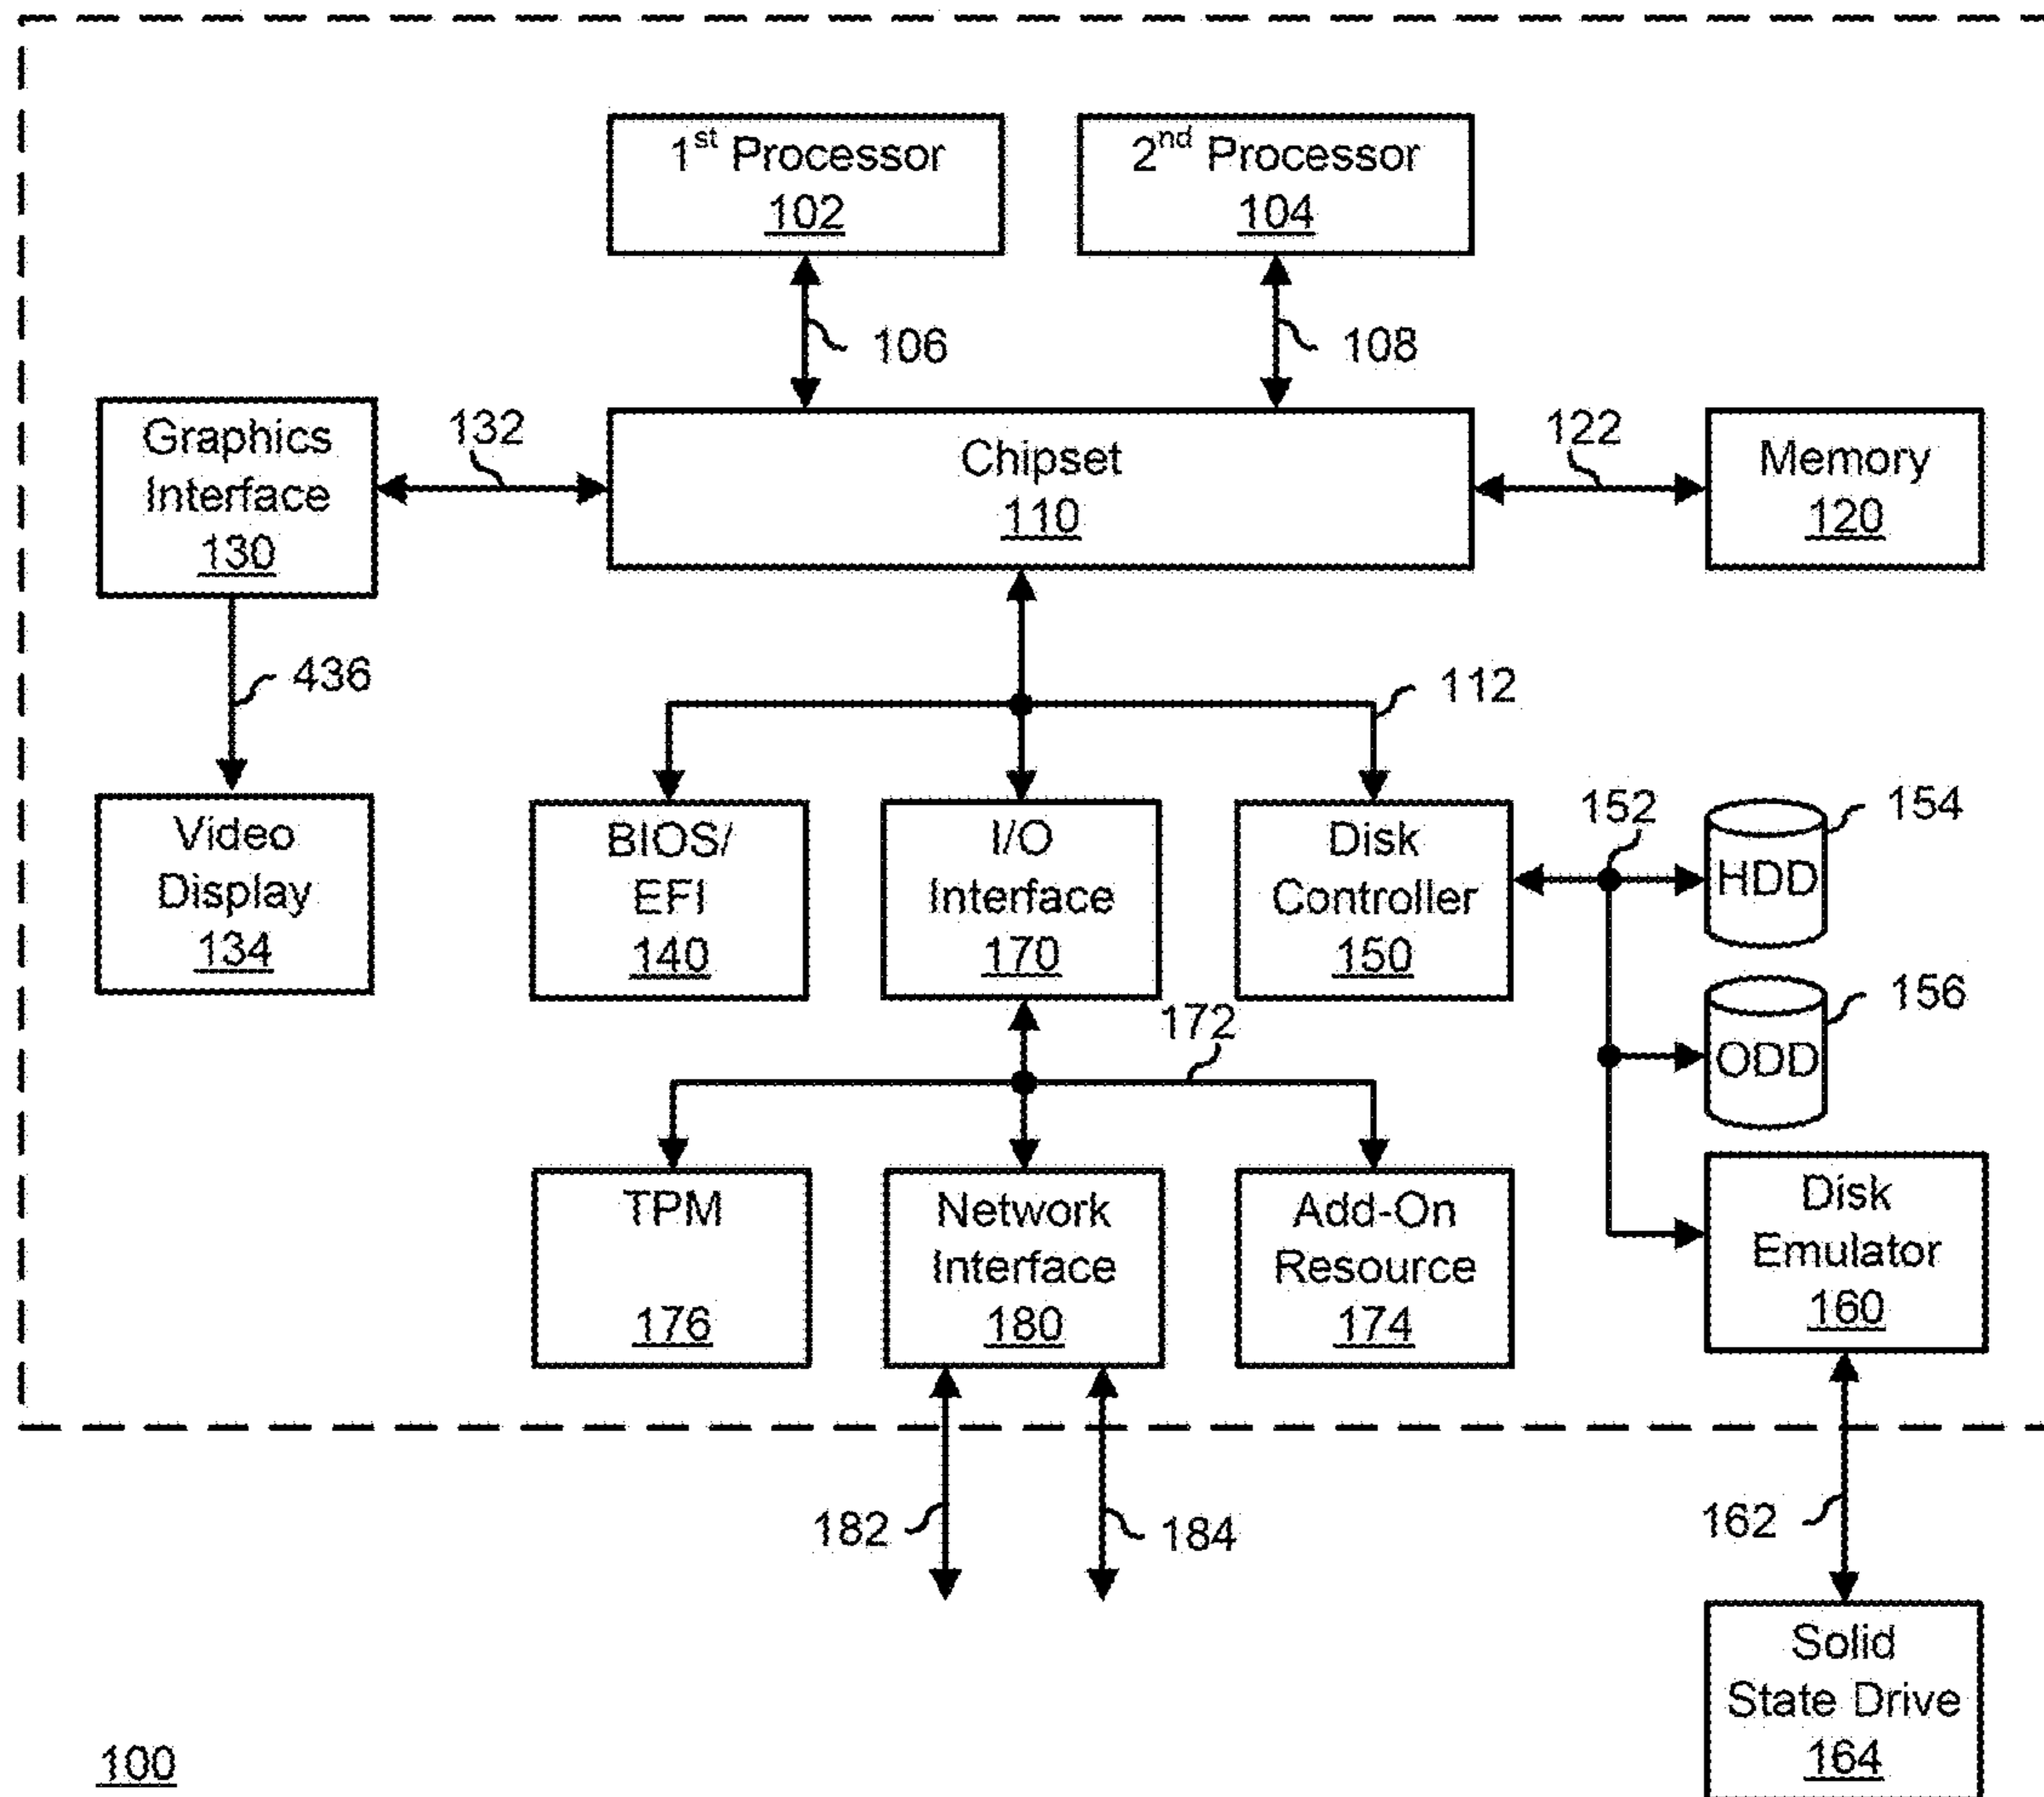 1st Processor
102
2nd Processor
104
106
108
Graphics
Interface
130
132
Chipset
110
122
Memory
120
436
112
Video
Display
134
BIOS/
EFI
140
I/O
Interface
170
Disk
Controller
150
152
154
HDD
156
ODD
172
TPM
176
Network
Interface
180
Add-On
Resource
174
Disk
Emulator
160
182
184
162
Solid
State Drive
164
100